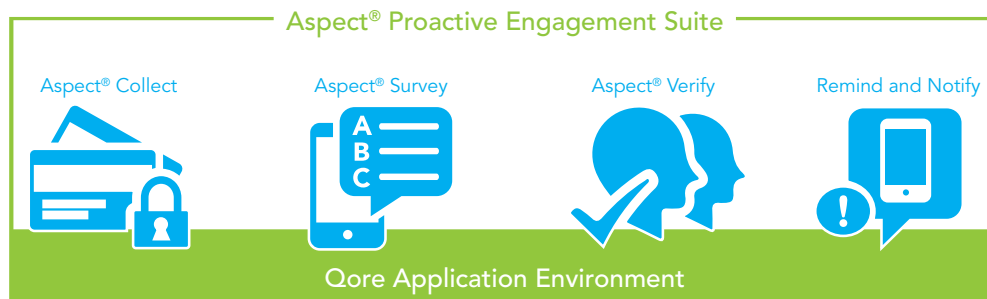 Aspect® Proactive Engagement Suite
Aspect® Collect
Aspect® Survey
Aspect® Verify
Remind and Notify
A
B
C
!
Qore Application Environment